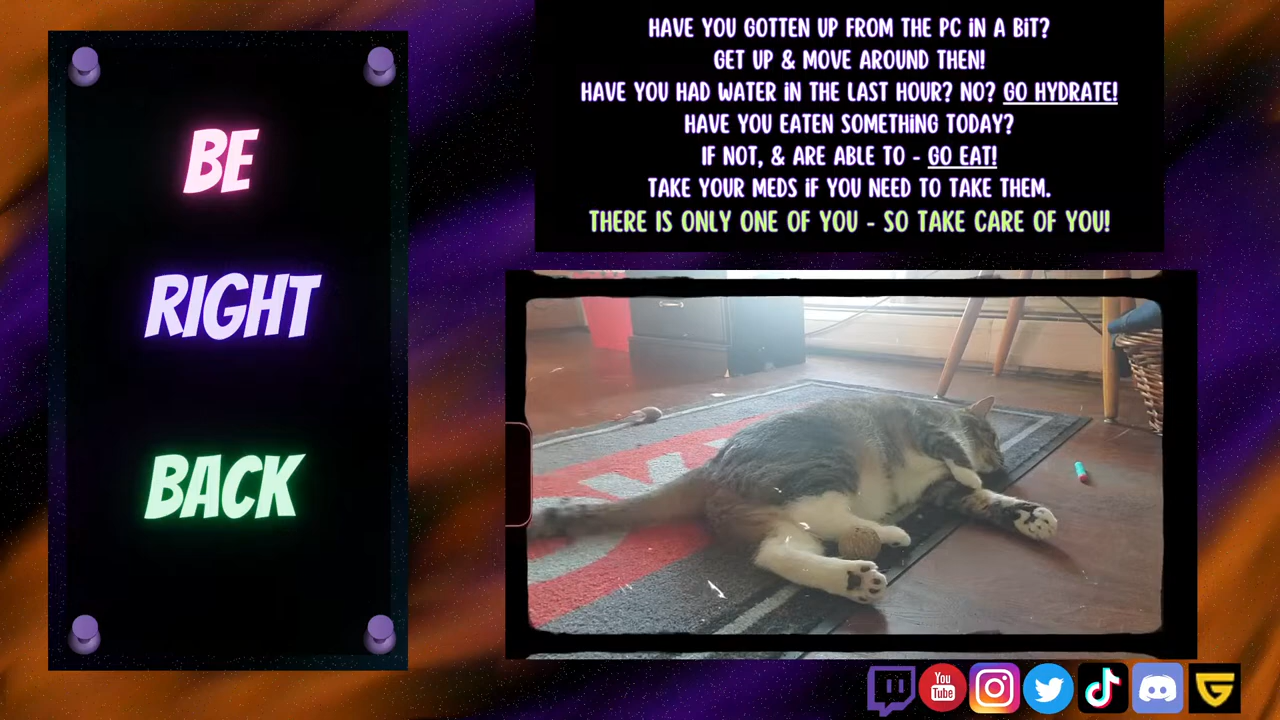 BE
RIGHT
BACK
HAVE YOU GOTTEN UP FROM THE PC IN A BIT?
GET UP & MOVE AROUND THEN!
HAVE YOU HAD WATER IN THE LAST HOUR? NO? GO HYDRATE!
HAVE YOU EATEN SOMETHING TODAY?
IF NOT, & ARE ABLE TO - GO EAT!
TAKE YOUR MEDS IF YOU NEED TO TAKE THEM.
THERE IS ONLY ONE OF YOU - SO TAKE CARE OF YOU!
You
Tube